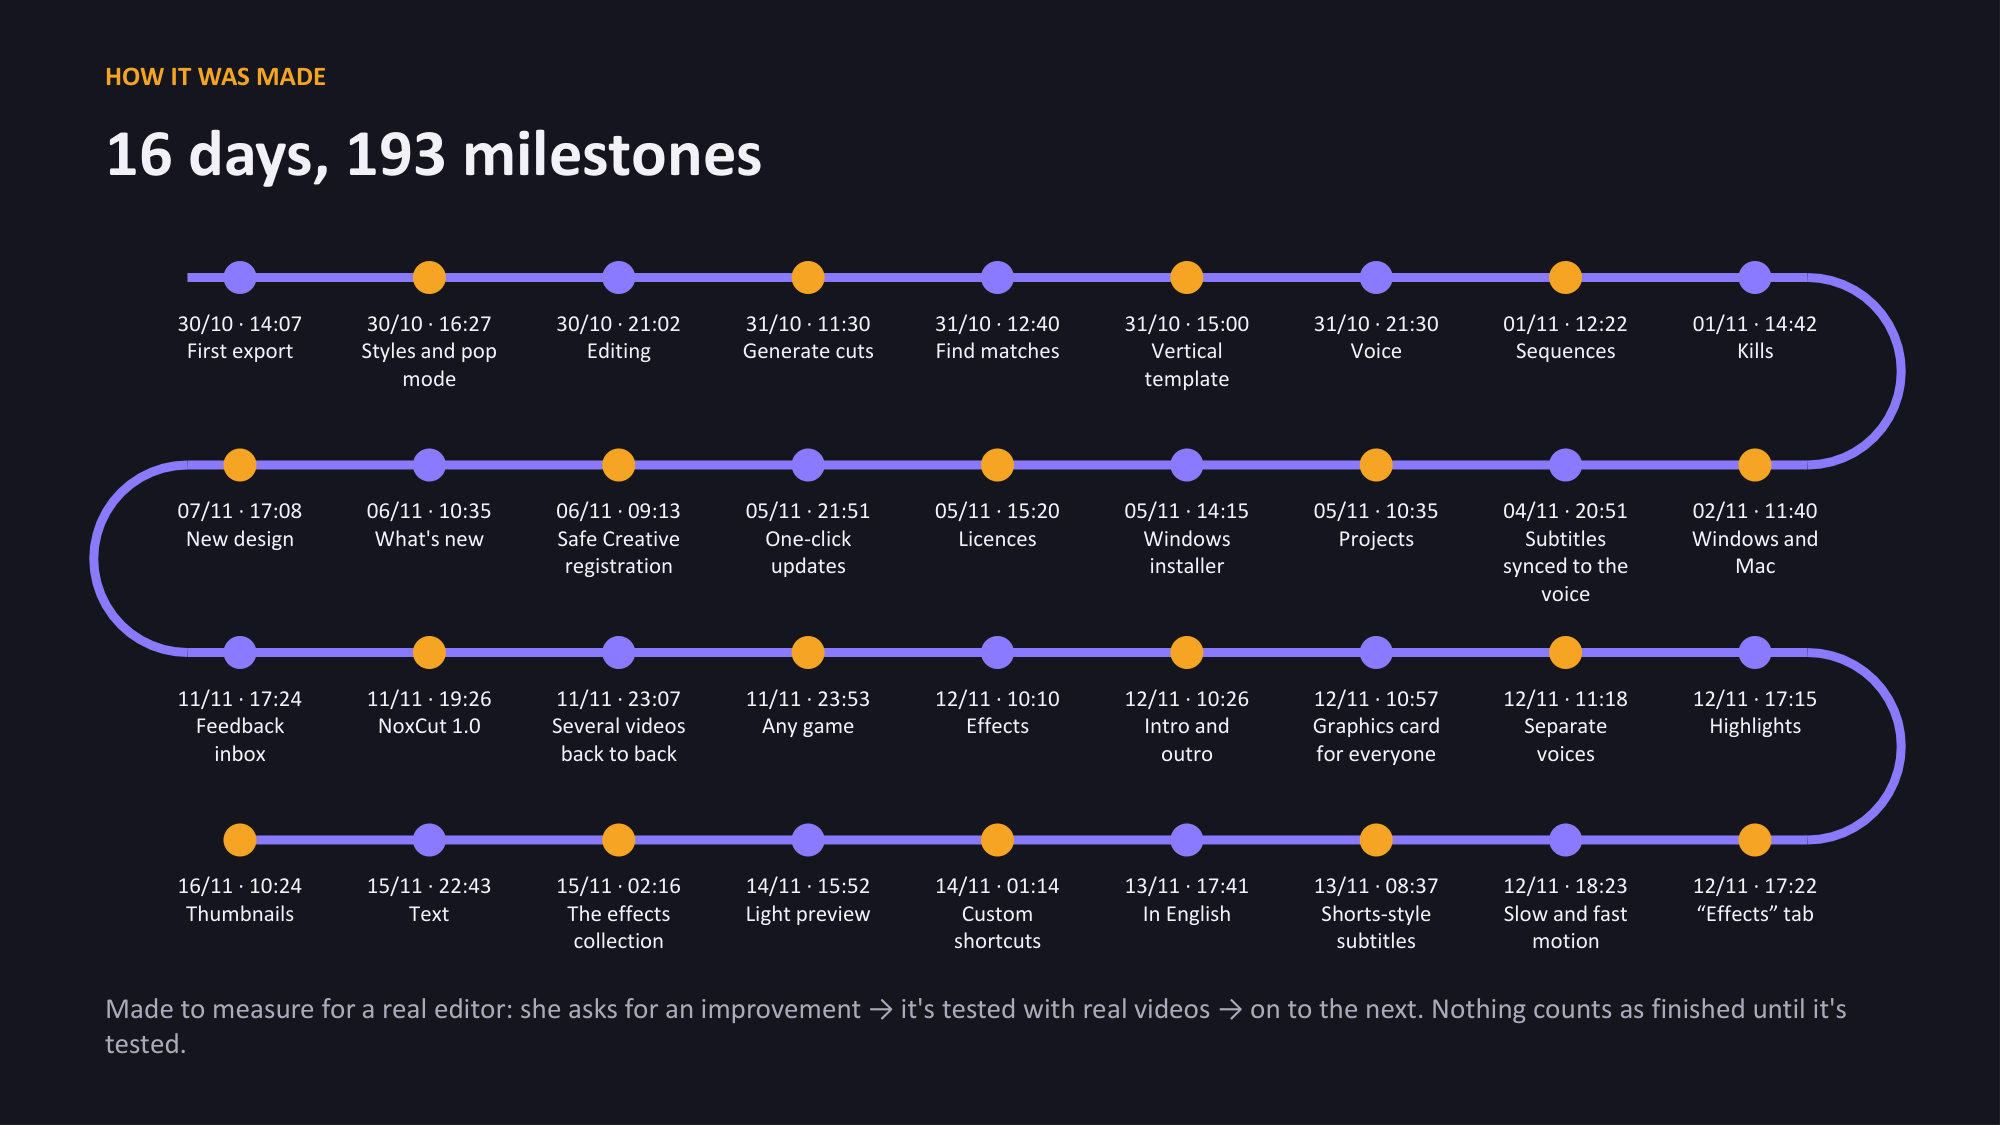 HOW IT WAS MADE
16 days, 193 milestones
30/10 · 14:07
First export
30/10 · 16:27
Styles and pop
mode
30/10 · 21:02
Editing
31/10 · 11:30
Generate cuts
31/10 · 12:40
Find matches
31/10 · 15:00
Vertical
template
31/10 · 21:30
Voice
01/11 · 12:22
Sequences
01/11 · 14:42
Kills
07/11 · 17:08
New design
06/11 · 10:35
What's new
06/11 · 09:13
Safe Creative
registration
05/11 · 21:51
One-click
updates
05/11 · 15:20
Licences
05/11 · 14:15
Windows
installer
05/11 · 10:35
Projects
04/11 · 20:51
Subtitles
synced to the
voice
02/11 · 11:40
Windows and
Mac
11/11 · 17:24
Feedback
inbox
11/11 · 19:26
NoxCut 1.0
11/11 · 23:07
Several videos
back to back
11/11 · 23:53
Any game
12/11 · 10:10
Effects
12/11 · 10:26
Intro and
outro
12/11 · 10:57
Graphics card
for everyone
12/11 · 11:18
Separate
voices
12/11 · 17:15
Highlights
16/11 · 10:24
Thumbnails
15/11 · 22:43
Text
15/11 · 02:16
The effects
collection
14/11 · 15:52
Light preview
14/11 · 01:14
Custom
shortcuts
13/11 · 17:41
In English
13/11 · 08:37
Shorts-style
subtitles
12/11 · 18:23
Slow and fast
motion
12/11 · 17:22
“Effects” tab
Made to measure for a real editor: she asks for an improvement → it's tested with real videos → on to the next. Nothing counts as finished until it's
tested.